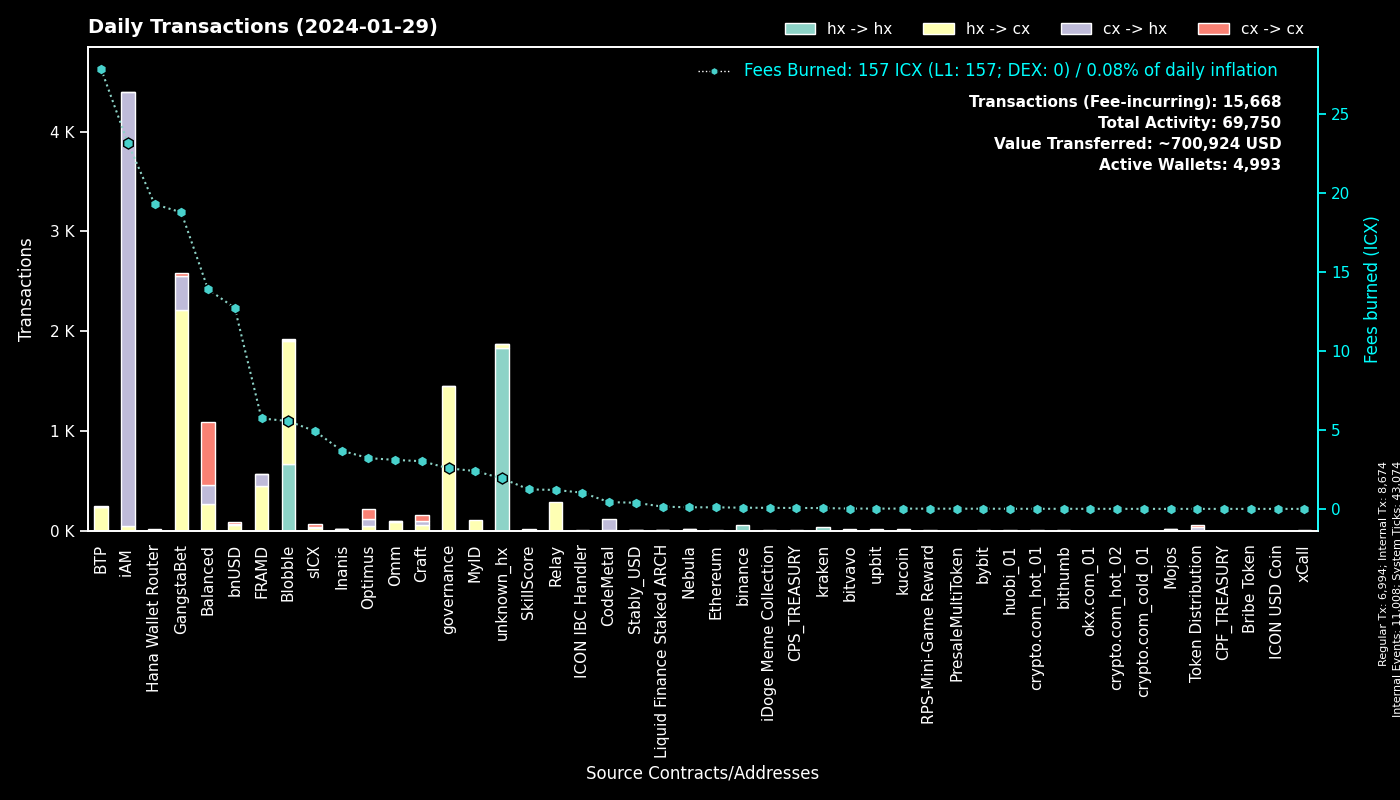 Daily Transactions (2024-01-29)
hx -> hx
hx -> cx
cx -> hx
cx -> cx
Fees Burned: 157 ICX (L1: 157; DEX: 0) / 0.08% of daily inflation
Transactions (Fee-incurring): 15,668
Total Activity: 69,750
Value Transferred: ~700,924 USD
Active Wallets: 4,993
Transactions
4 K
3 K
2 K
1 K
0 K
Fees burned (ICX)
25
20
15
10
5
0
BTP
iAM
Hana Wallet Router
GangstaBet
Balanced
bnUSD
FRAMD
Blobble
sICX
Inanis
Optimus
Omm
Craft
governance
MyID
unknown_hx
SkillScore
Relay
ICON IBC Handler
CodeMetal
Stably_USD
Liquid Finance Staked ARCH
Nebula
Ethereum
binance
iDoge Meme Collection
CPS_TREASURY
kraken
bitvavo
upbit
kucoin
RPS-Mini-Game Reward
PresaleMultiToken
bybit
huobi_01
crypto.com_hot_01
bithumb
okx.com_01
crypto.com_hot_02
crypto.com_cold_01
Mojos
Token Distribution
CPF_TREASURY
Bribe Token
ICON USD Coin
xCall
Source Contracts/Addresses
Regular Tx: 6,994; Internal Tx: 8,674
Internal Events: 11,008; System Ticks: 43,074